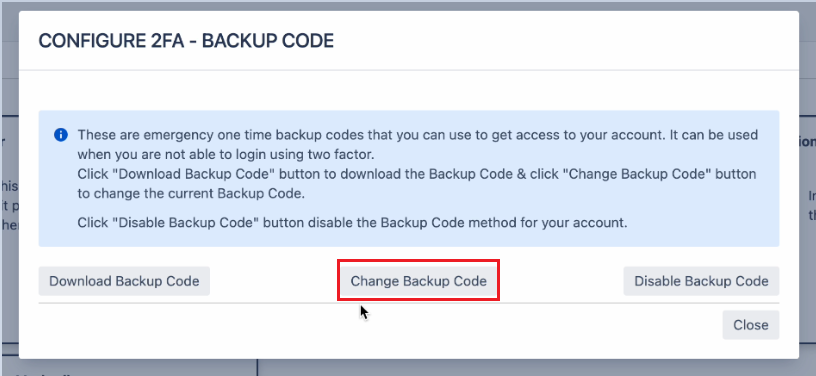 CONFIGURE 2FA - BACKUP CODE
These are emergency one time backup codes that you can use to get access to your account. It can be used
when you are not able to login using two factor.
Click "Download Backup Code" button to download the Backup Code & click "Change Backup Code" button
to change the current Backup Code.
Click "Disable Backup Code" button disable the Backup Code method for your account.
Download Backup Code
Change Backup Code
Disable Backup Code
Close